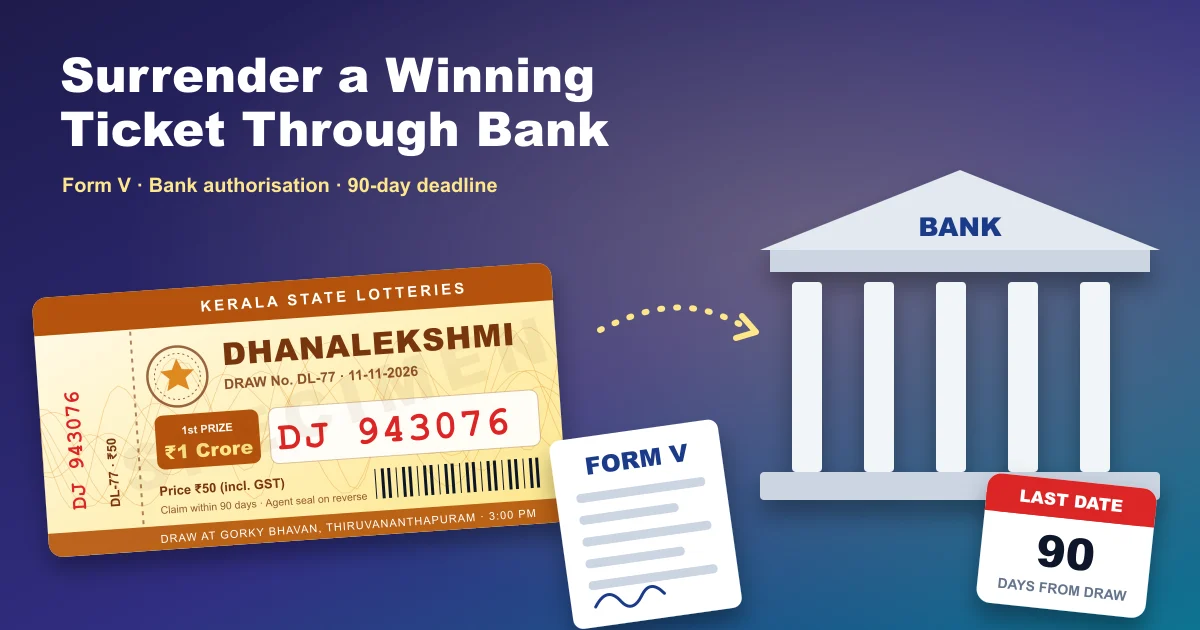 Surrender a Winning
Ticket Through Bank
Form V · Bank authorisation · 90-day deadline
KERALA STATE LOTTERIES
DHANALEKSHMI
DRAW No. DL-77 · 11-11-2026
SPECIMEN
1st PRIZE
₹1 Crore
DJ 943076
DJ 943076
DL-77 · ₹50
Price ₹50 (incl. GST)
Claim within 90 days · Agent seal on reverse
DRAW AT GORKY BHAVAN, THIRUVANANTHAPURAM · 3:00 PM
FORM V
BANK
LAST DATE
90
DAYS FROM DRAW